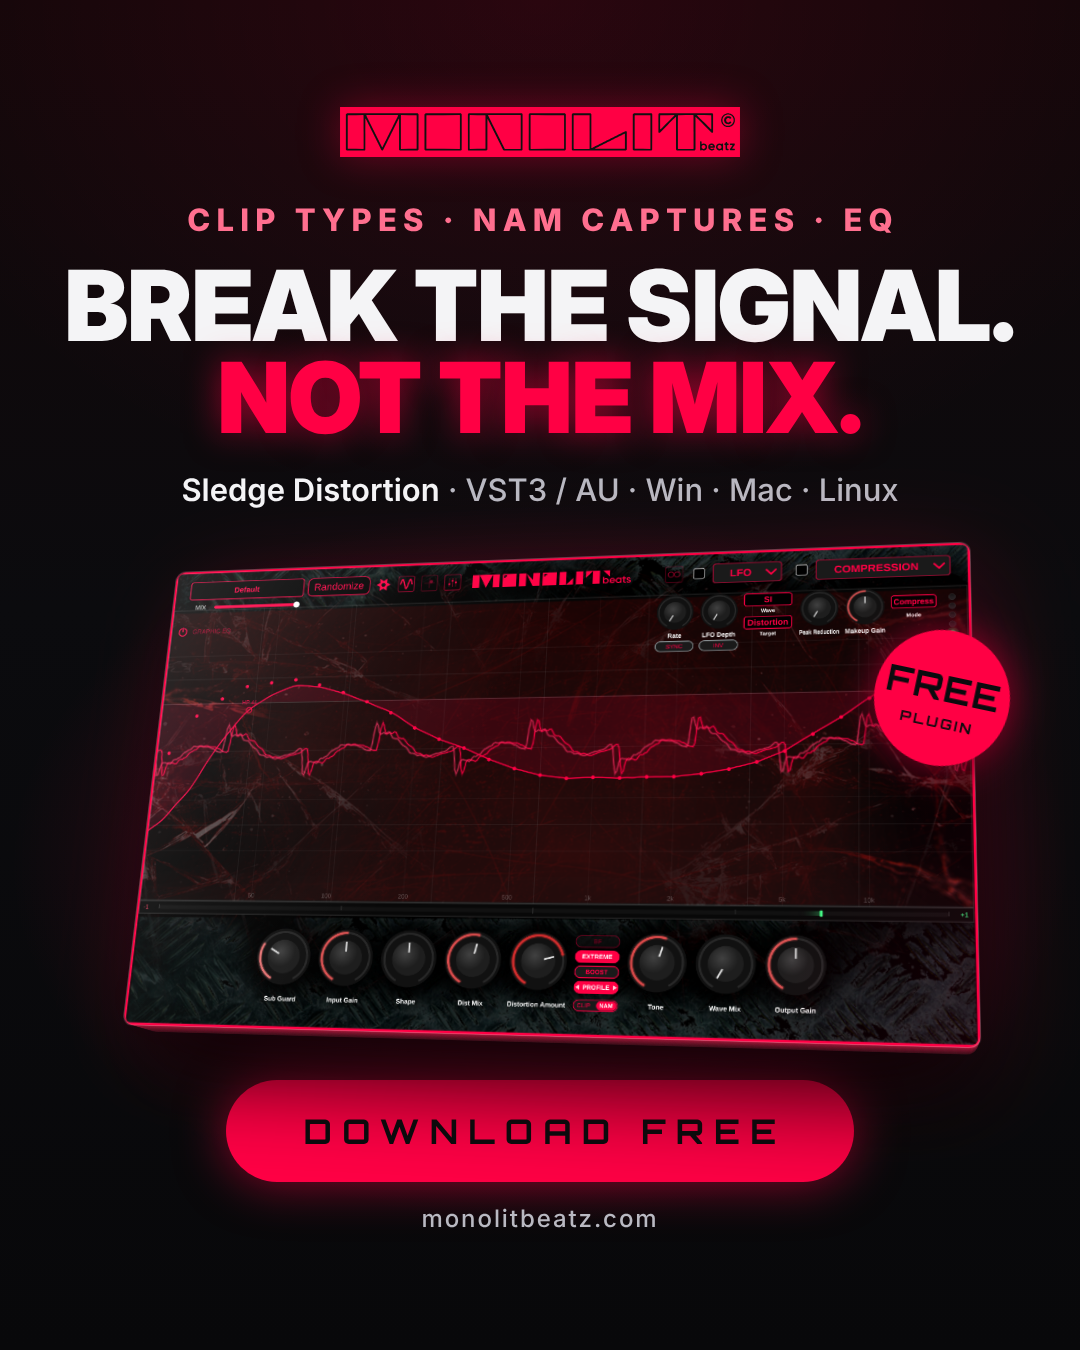 MONOLIT ©
beatz
CLIP TYPES · NAM CAPTURES · EQ
BREAK THE SIGNAL.
NOT THE MIX.
Sledge Distortion · VST3 / AU · Win · Mac · Linux
Default
Randomize
MONOLIT beats
LFO
COMPRESSION
MIX
Compress
Mode
Distortion
Wave
Target
Rate
LFO Depth
Peak Reduction
Makeup Gain
FREE
PLUGIN
-1
+1
EXTREME
BOOST
PROFILE
CLIP NAM
Sub Guard
Input Gain
Shape
Dist Mix
Distortion Amount
Tone
Wave Mix
Output Gain
DOWNLOAD FREE
monolitbeatz.com